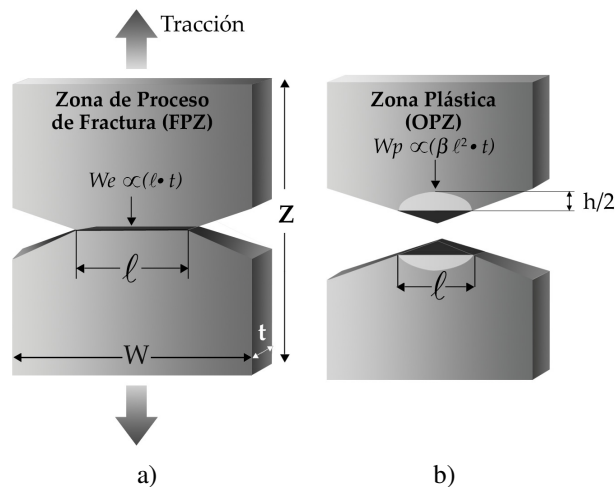 Tracción
Zona de Proceso
de Fractura (FPZ)
We ∝(ℓ• t)
ℓ
W
t
Z
a)
Zona Plástica
(OPZ)
Wp ∝(β ℓ²• t)
h/2
ℓ
b)